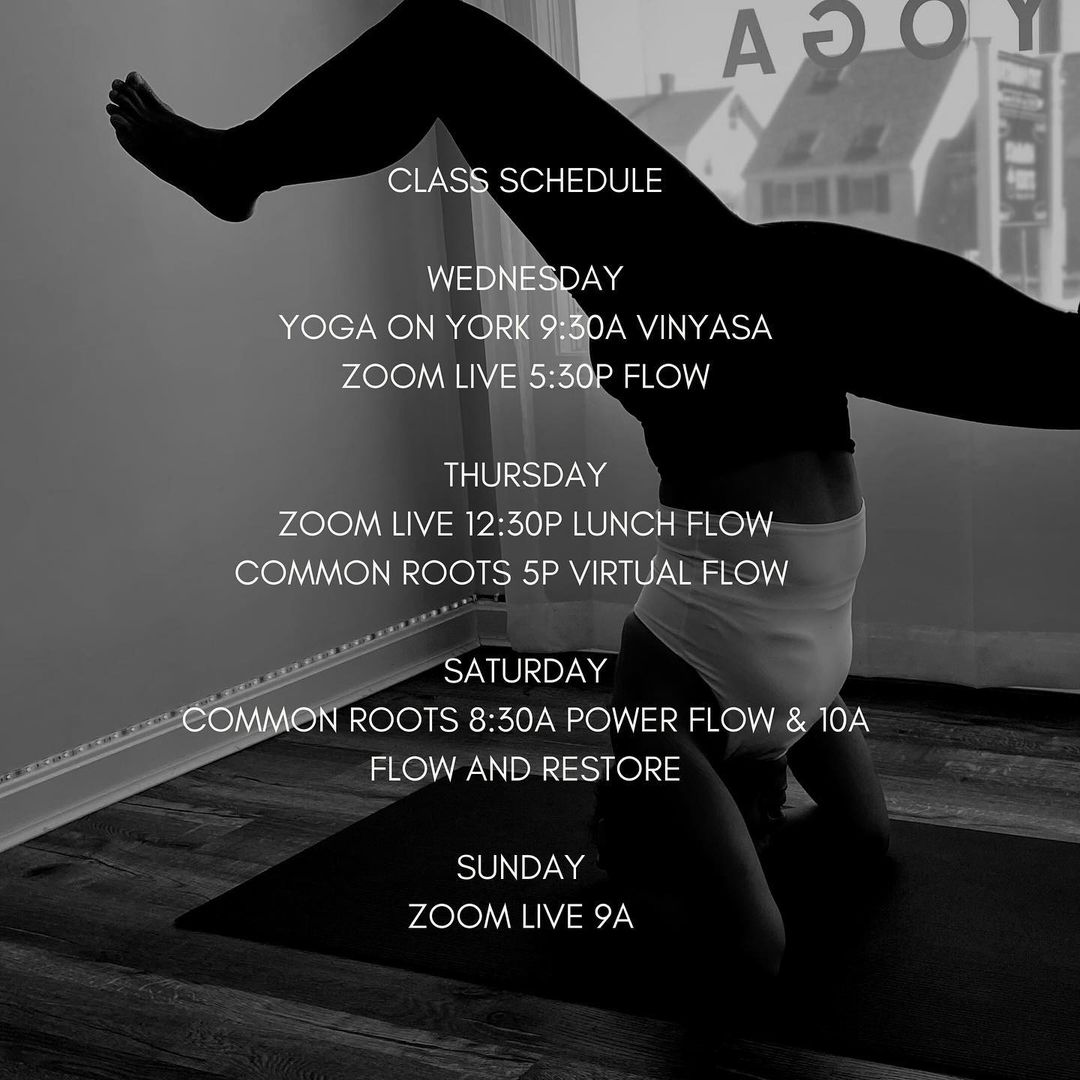 YOGA
CLASS SCHEDULE
WEDNESDAY
YOGA ON YORK 9:30A VINYASA
ZOOM LIVE 5:30P FLOW
THURSDAY
ZOOM LIVE 12:30P LUNCH FLOW
COMMON ROOTS 5P VIRTUAL FLOW
SATURDAY
COMMON ROOTS 8:30A POWER FLOW & 10A
FLOW AND RESTORE
SUNDAY
ZOOM LIVE 9A